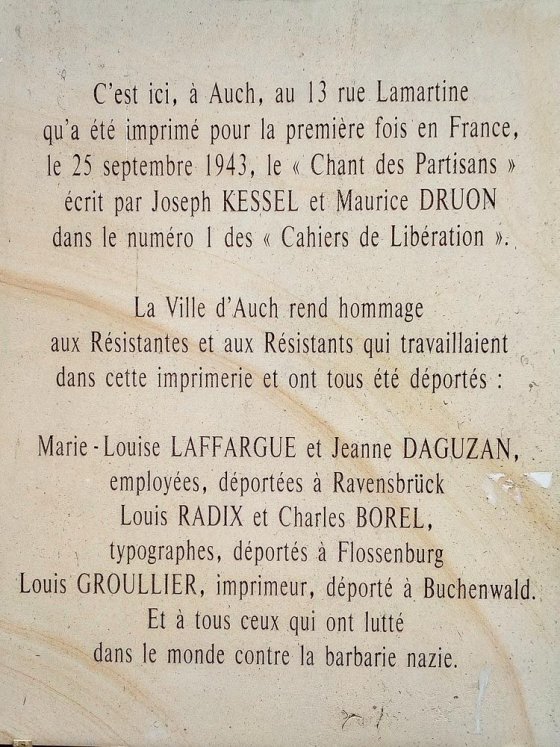 C'est ici, à Auch, au 13 rue Lamartine
qu'a été imprimé pour la première fois en France,
le 25 septembre 1943, le « Chant des Partisans »
écrit par Joseph KESSEL et Maurice DRUON
dans le numéro 1 des « Cahiers de Libération ».
La Ville d'Auch rend hommage
aux Résistantes et aux Résistants qui travaillaient
dans cette imprimerie et ont tous été déportés :
Marie-Louise LAFFARGUE et Jeanne DAGUZAN,
employées, déportées à Ravensbrück
Louis RADIX et Charles BOREL,
typographes, déportés à Flossenburg
Louis GROULLIER, imprimeur, déporté à Buchenwald.
Et à tous ceux qui ont lutté
dans le monde contre la barbarie nazie.